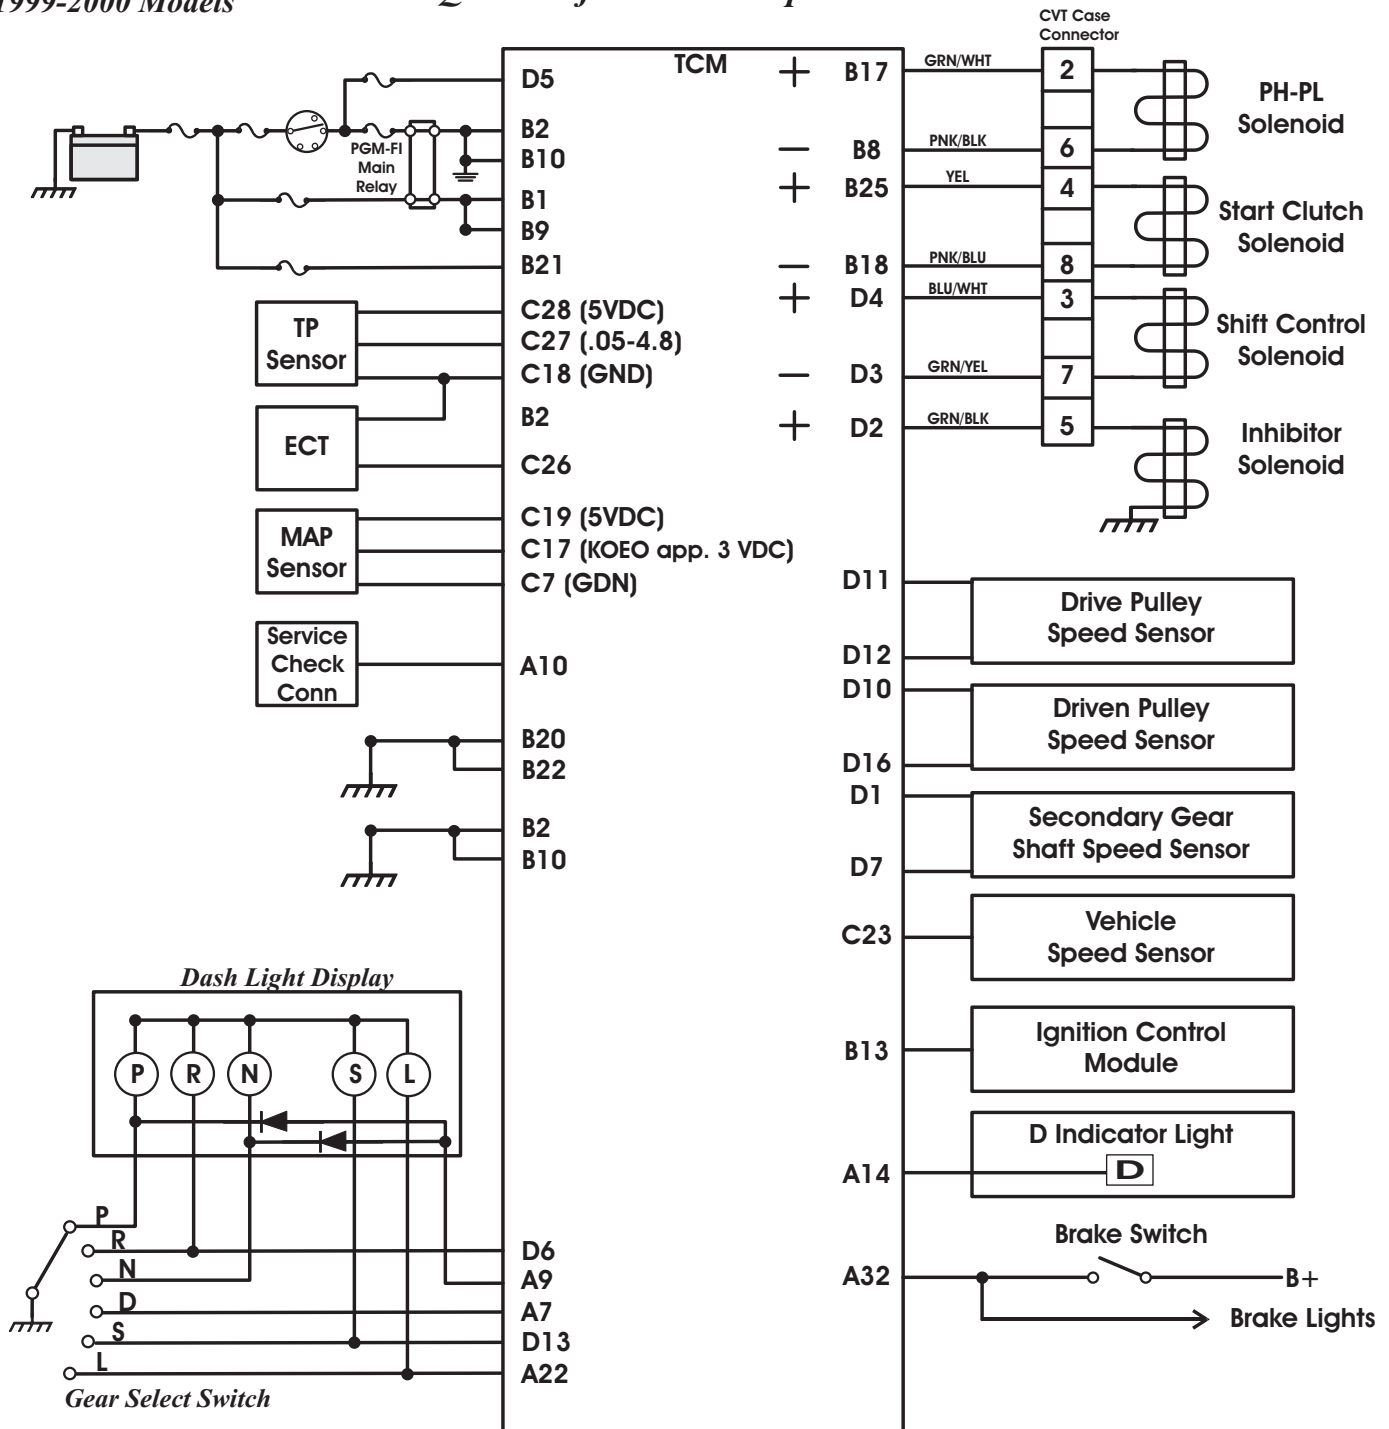 1999-2000 Models
CVT Case
Connector
TCM
D5
B2
B10
B1
B9
B21
PGM-FI
Main
Relay
TP
Sensor
C28 (5VDC)
C27 (.05-4.8)
C18 (GND)
ECT
B2
C26
MAP
Sensor
C19 (5VDC)
C17 (KOEO app. 3 VDC)
C7 (GDN)
Service
Check
Conn
A10
B20
B22
B2
B10
Dash Light Display
P R N S L
P
R
N
D
S
L
Gear Select Switch
D6
A9
A7
D13
A22
+ B17 GRN/WHT 2
− B8 PNK/BLK 6
PH-PL
Solenoid
+ B25 YEL 4
− B18 PNK/BLU 8
Start Clutch
Solenoid
+ D4 BLU/WHT 3
− D3 GRN/YEL 7
Shift Control
Solenoid
+ D2 GRN/BLK 5
Inhibitor
Solenoid
D11
D12
Drive Pulley
Speed Sensor
D10
D16
Driven Pulley
Speed Sensor
D1
D7
Secondary Gear
Shaft Speed Sensor
C23
Vehicle
Speed Sensor
B13
Ignition Control
Module
A14
D Indicator Light
D
Brake Switch
A32
B+
Brake Lights